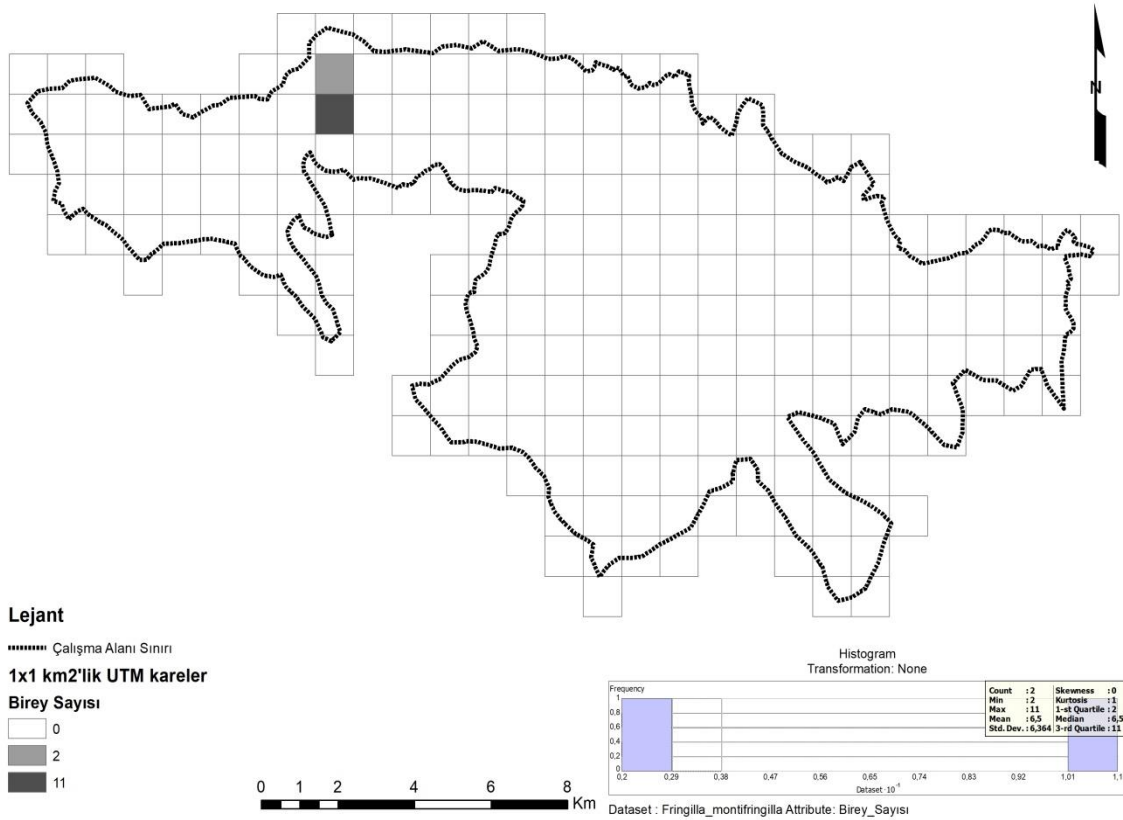 N
Lejant
Çalışma Alanı Sınırı
1x1 km2'lik UTM kareler
Birey Sayısı
0
2
11
0 1 2 4 6 8
Km
Histogram
Transformation: None
Frequency
1
0,8
0,6
0,4
0,2
0
0,2 0,29 0,38 0,47 0,56 0,65 0,74 0,83 0,92 1,01 1,1
Count : 2 Skewness : 0
Min : 2 Kurtosis : 1
Max : 11 1-st Quartile : 2
Mean : 6,5 Median : 6,5
Std. Dev. : 6,364 3-rd Quartile : 11
Dataset : Fringilla_montifringilla Attribute: Birey_Sayısı